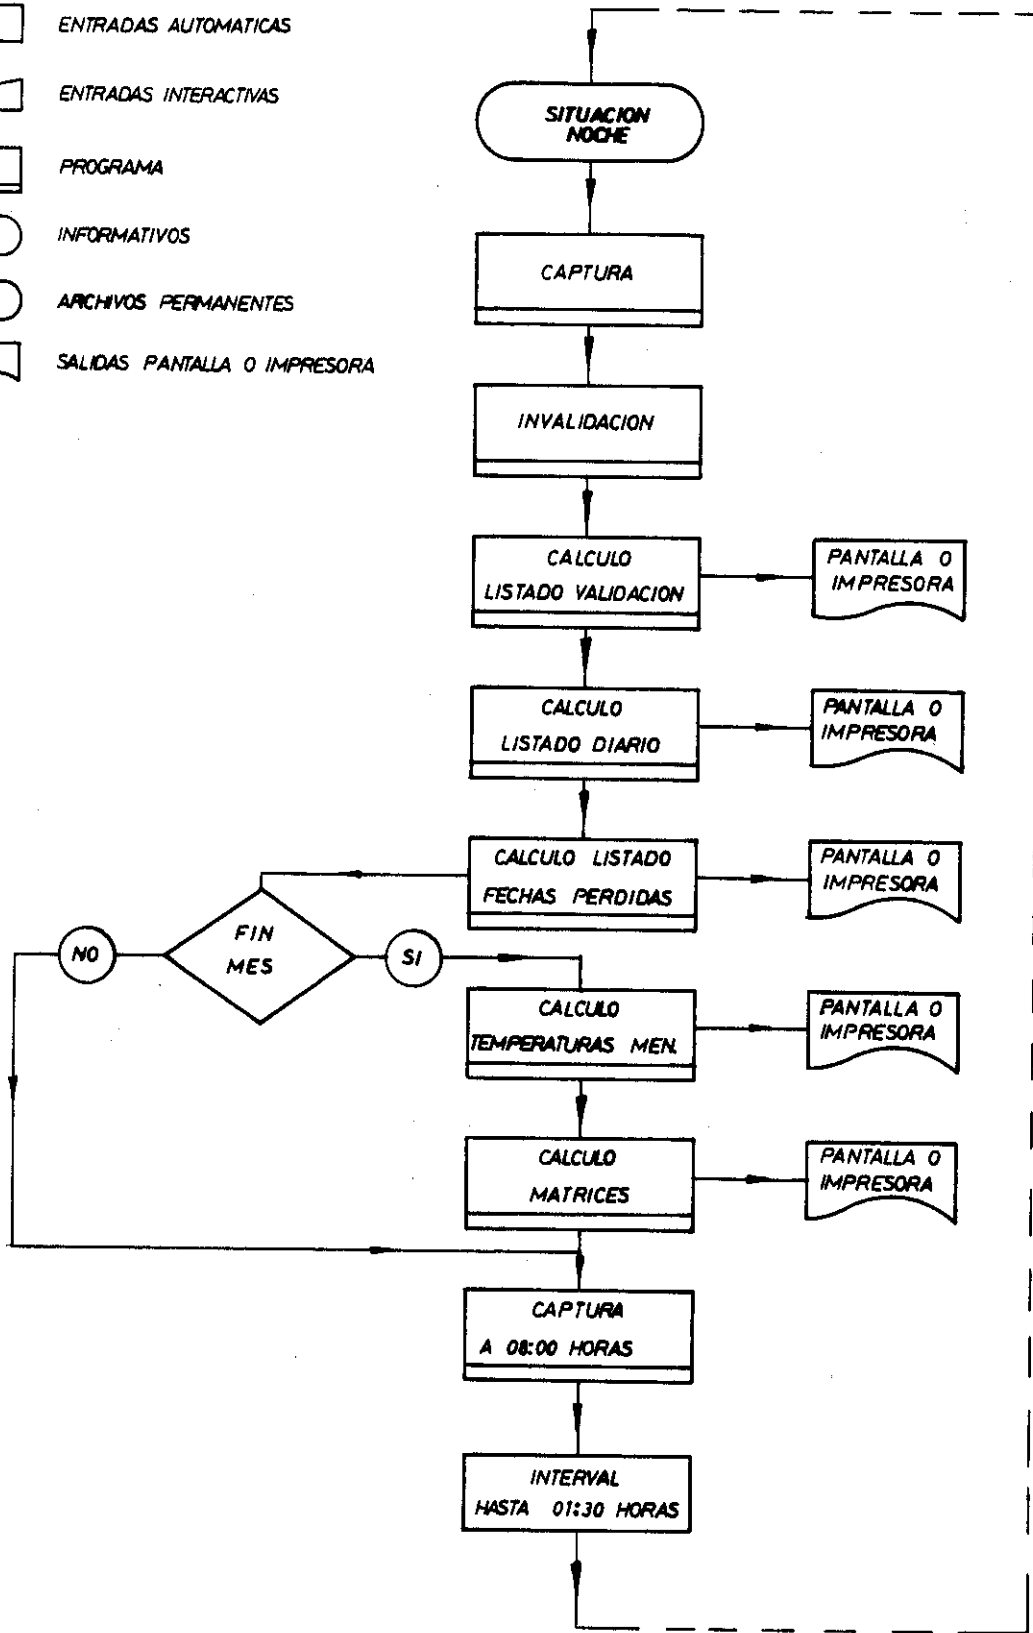 ENTRADAS AUTOMATICAS
ENTRADAS INTERACTIVAS
PROGRAMA
INFORMATIVOS
ARCHIVOS PERMANENTES
SALIDAS PANTALLA O IMPRESORA
SITUACION
NOCHE
CAPTURA
INVALIDACION
CALCULO
LISTADO VALIDACION
PANTALLA O
IMPRESORA
CALCULO
LISTADO DIARIO
PANTALLA O
IMPRESORA
CALCULO LISTADO
FECHAS PERDIDAS
PANTALLA O
IMPRESORA
FIN
MES
NO
SI
CALCULO
TEMPERATURAS MEN.
PANTALLA O
IMPRESORA
CALCULO
MATRICES
PANTALLA O
IMPRESORA
CAPTURA
A 08:00 HORAS
INTERVAL
HASTA 01:30 HORAS